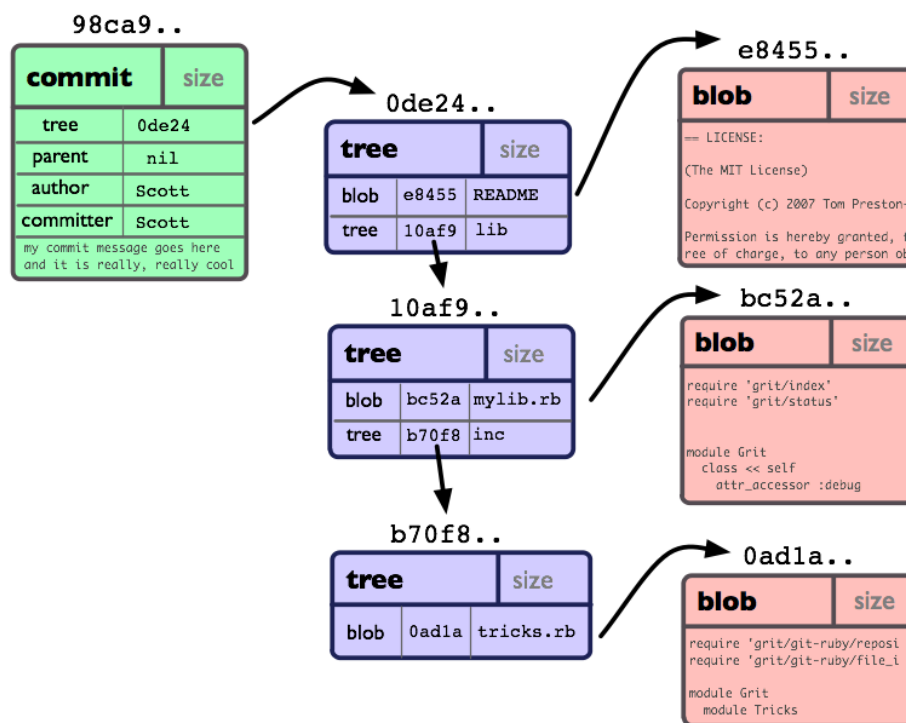 98ca9..
commit size
tree 0de24
parent nil
author Scott
committer Scott
my commit message goes here
and it is really, really cool
0de24..
tree size
blob e8455 README
tree 10af9 lib
10af9..
tree size
blob bc52a mylib.rb
tree b70f8 inc
b70f8..
tree size
blob 0ad1a tricks.rb
e8455..
blob size
== LICENSE:
(The MIT License)
Copyright (c) 2007 Tom Preston-
Permission is hereby granted, f
ree of charge, to any person ob
bc52a..
blob size
require 'grit/index'
require 'grit/status'
module Grit
class << self
attr_accessor :debug
0ad1a..
blob size
require 'grit/git-ruby/reposi
require 'grit/git-ruby/file_i
module Grit
module Tricks